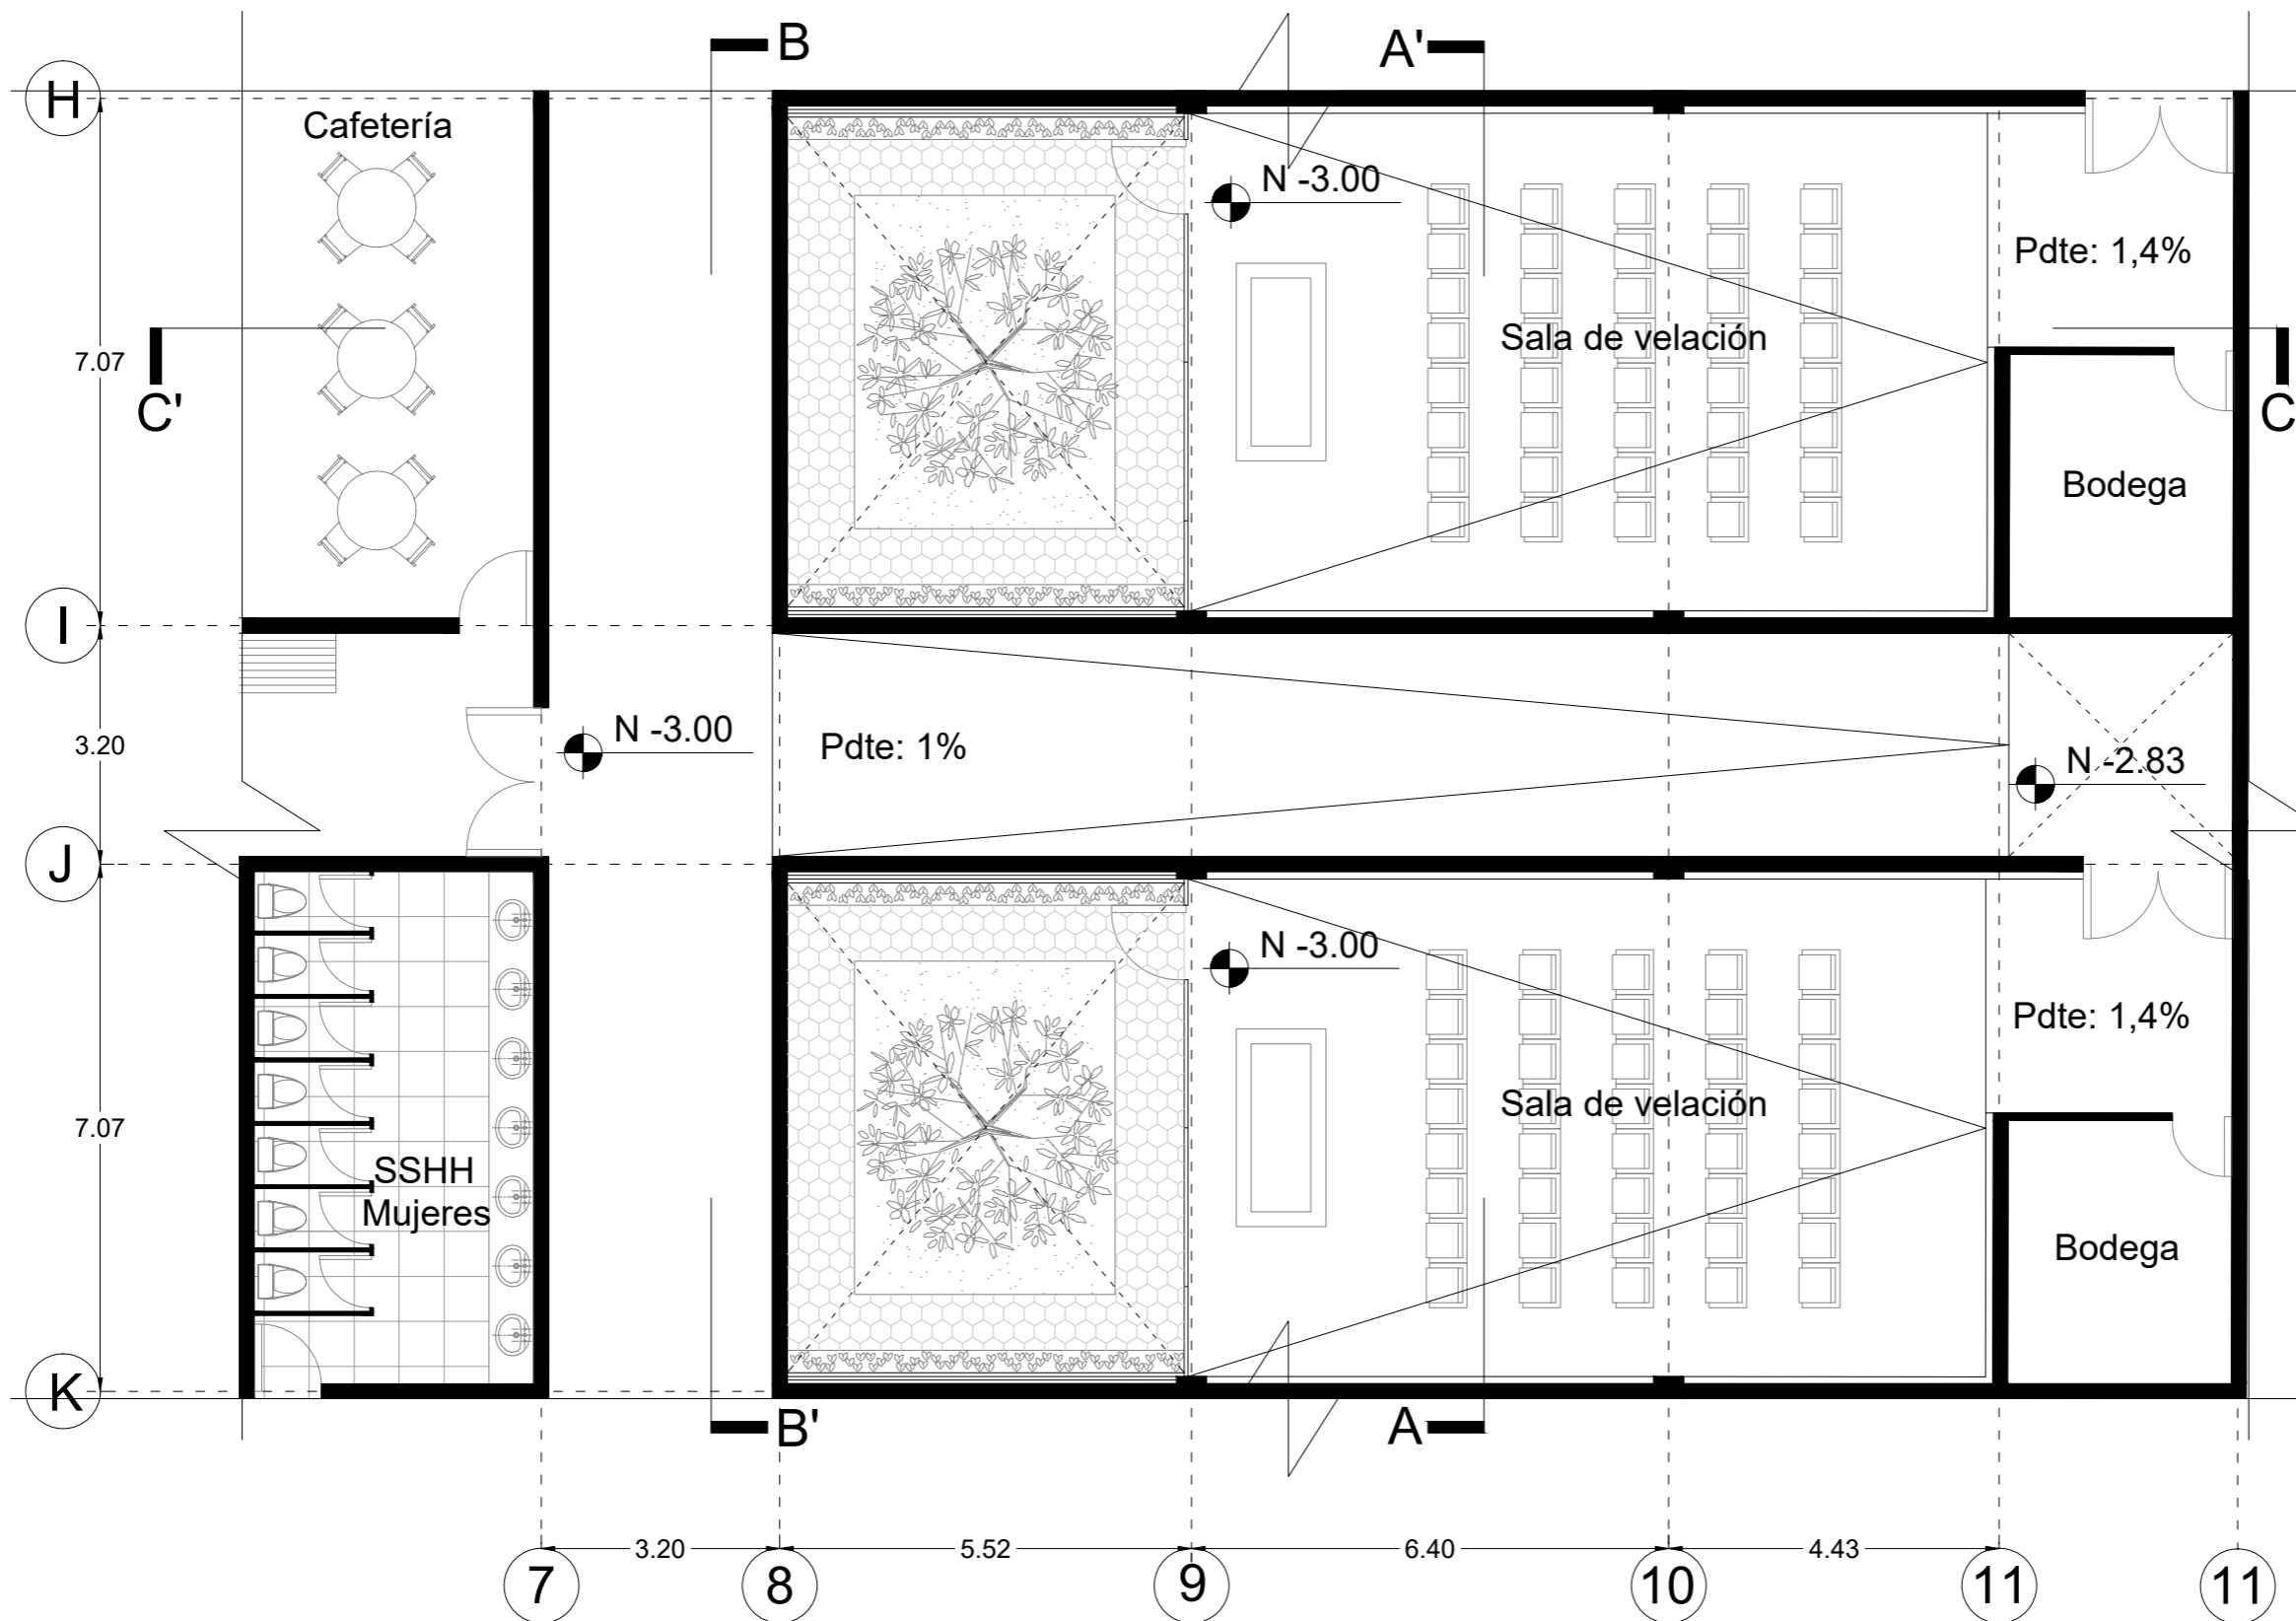 B
A'
H
Cafetería
N -3.00
Pdte: 1,4%
Sala de velación
7.07
C'
C
Bodega
I
N -3.00
Pdte: 1%
3.20
N -2.83
J
N -3.00
Pdte: 1,4%
Sala de velación
7.07
SSHH
Mujeres
Bodega
K
B'
A
3.20
5.52
6.40
4.43
7
8
9
10
11
11